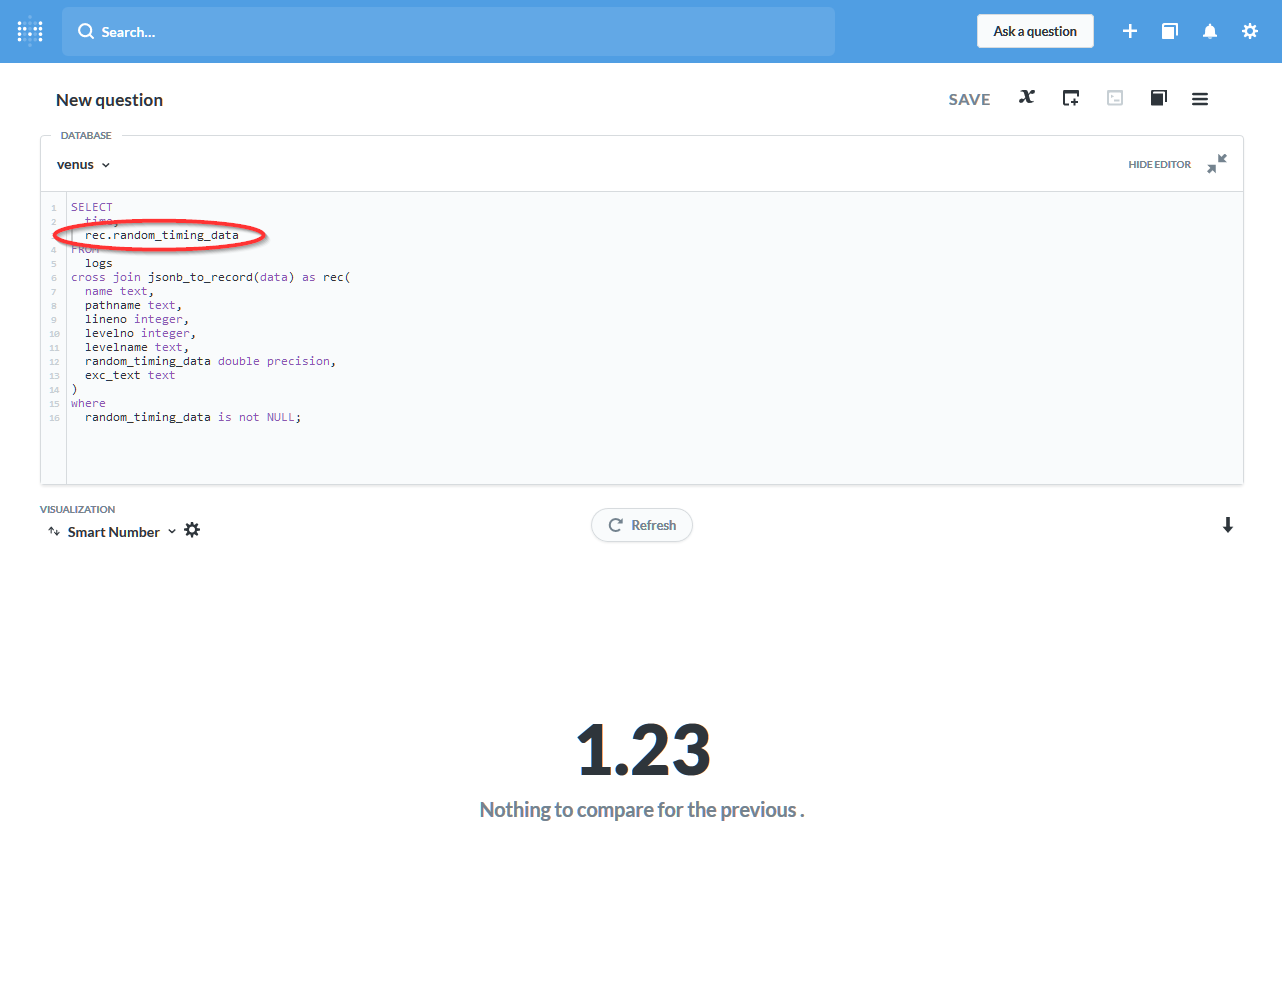 Search...
Ask a question
New question
SAVE
DATABASE
venus
HIDE EDITOR
1 SELECT
2 time,
rec.random_timing_data
4 FROM
5 logs
6 cross join jsonb_to_record(data) as rec(
7 name text,
8 pathname text,
9 lineno integer,
10 levelno integer,
11 levelname text,
12 random_timing_data double precision,
13 exc_text text
14 )
15 where
16 random_timing_data is not NULL;
VISUALIZATION
Smart Number
Refresh
1.23
Nothing to compare for the previous .